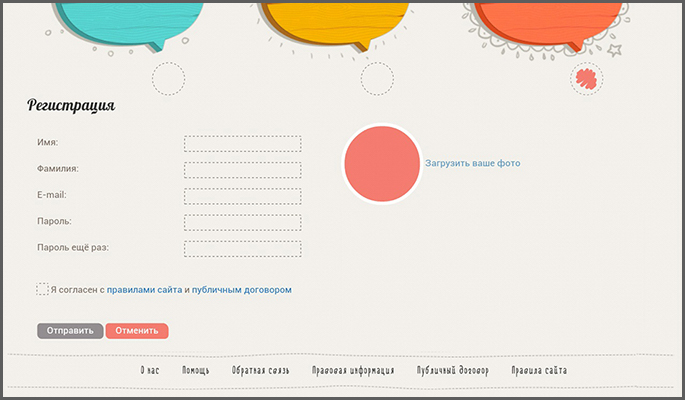 Регистрация
Имя:
Фамилия:
Загрузить ваше фото
E-mail:
Пароль:
Пароль ещё раз:
Я согласен с правилами сайта и публичным договором
Отправить Отменить
О нас Помощь Обратная связь Правовая информация Публичный договор Правила сайта